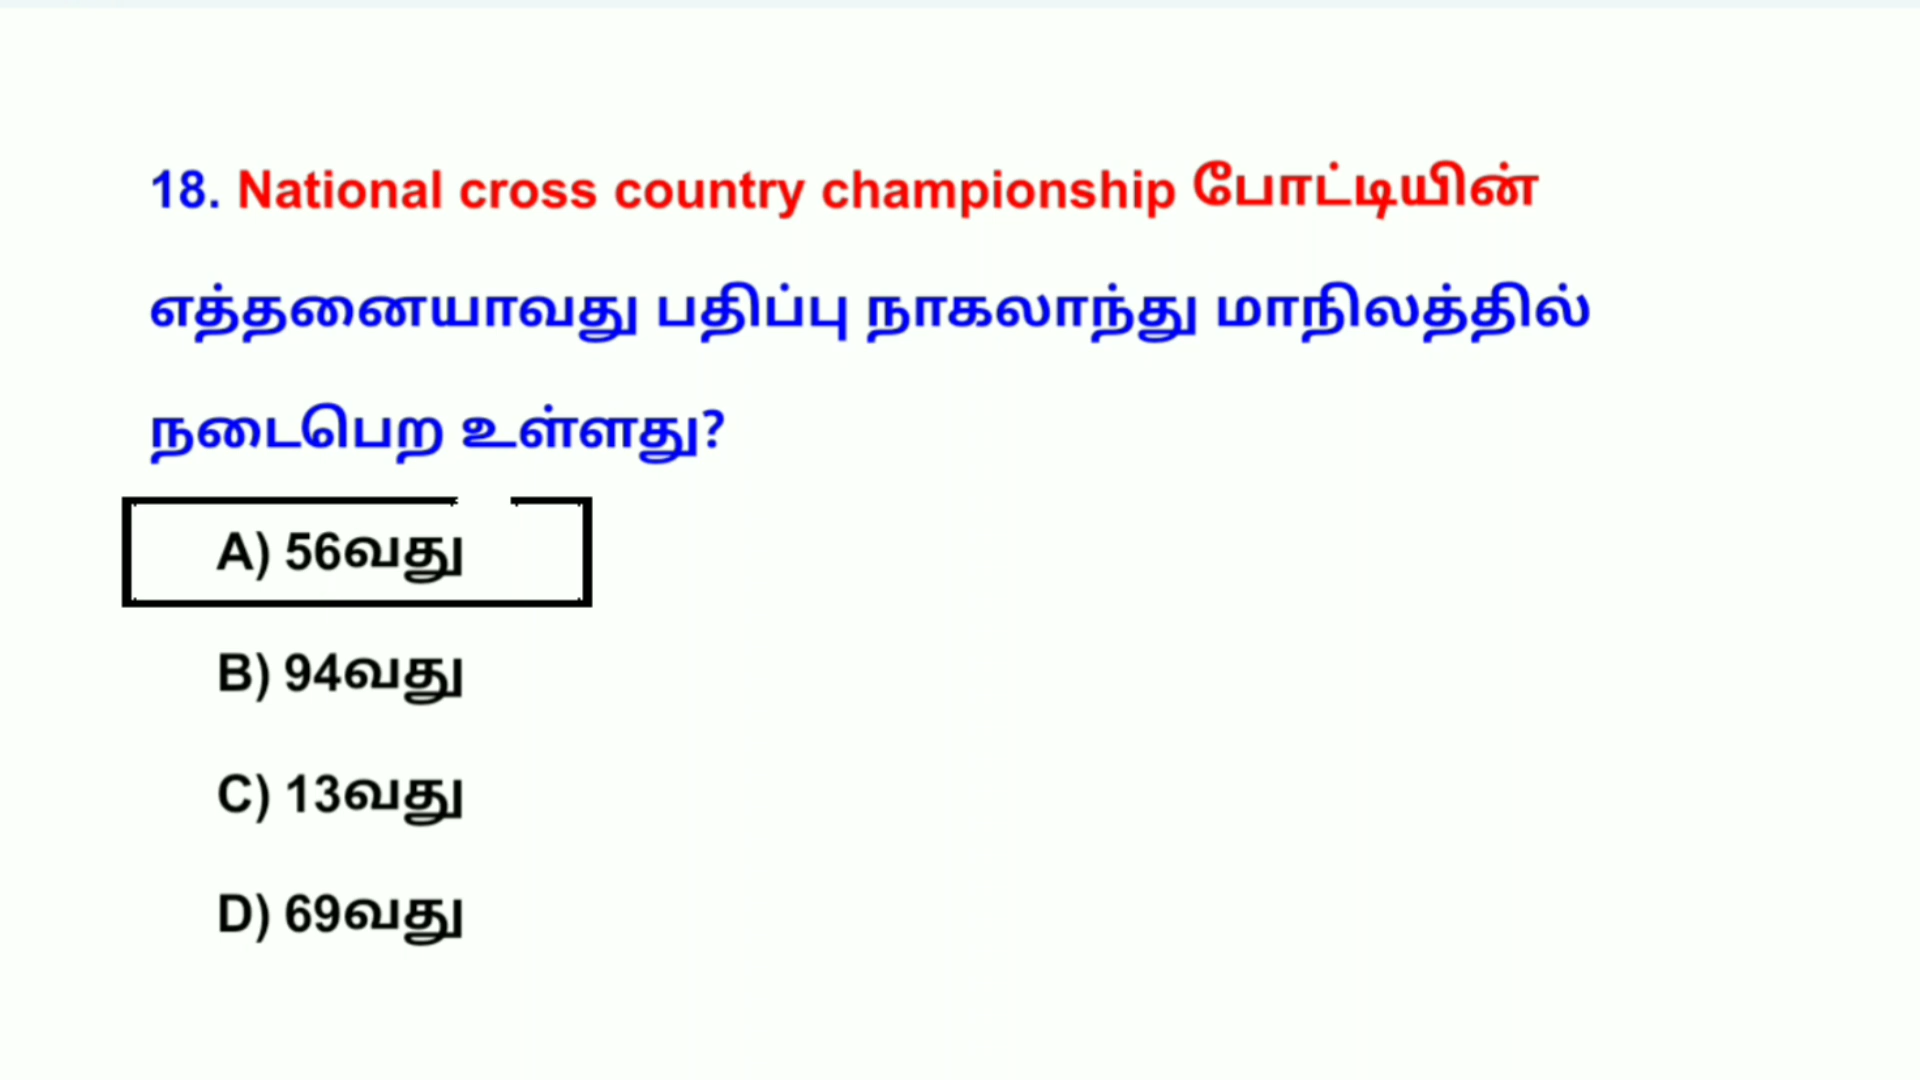 18. National cross country championship போட்டியின்
எத்தனையாவது பதிப்பு நாகலாந்து மாநிலத்தில்
நடைபெற உள்ளது?
A) 56வது
B) 94வது
C) 13வது
D) 69வது